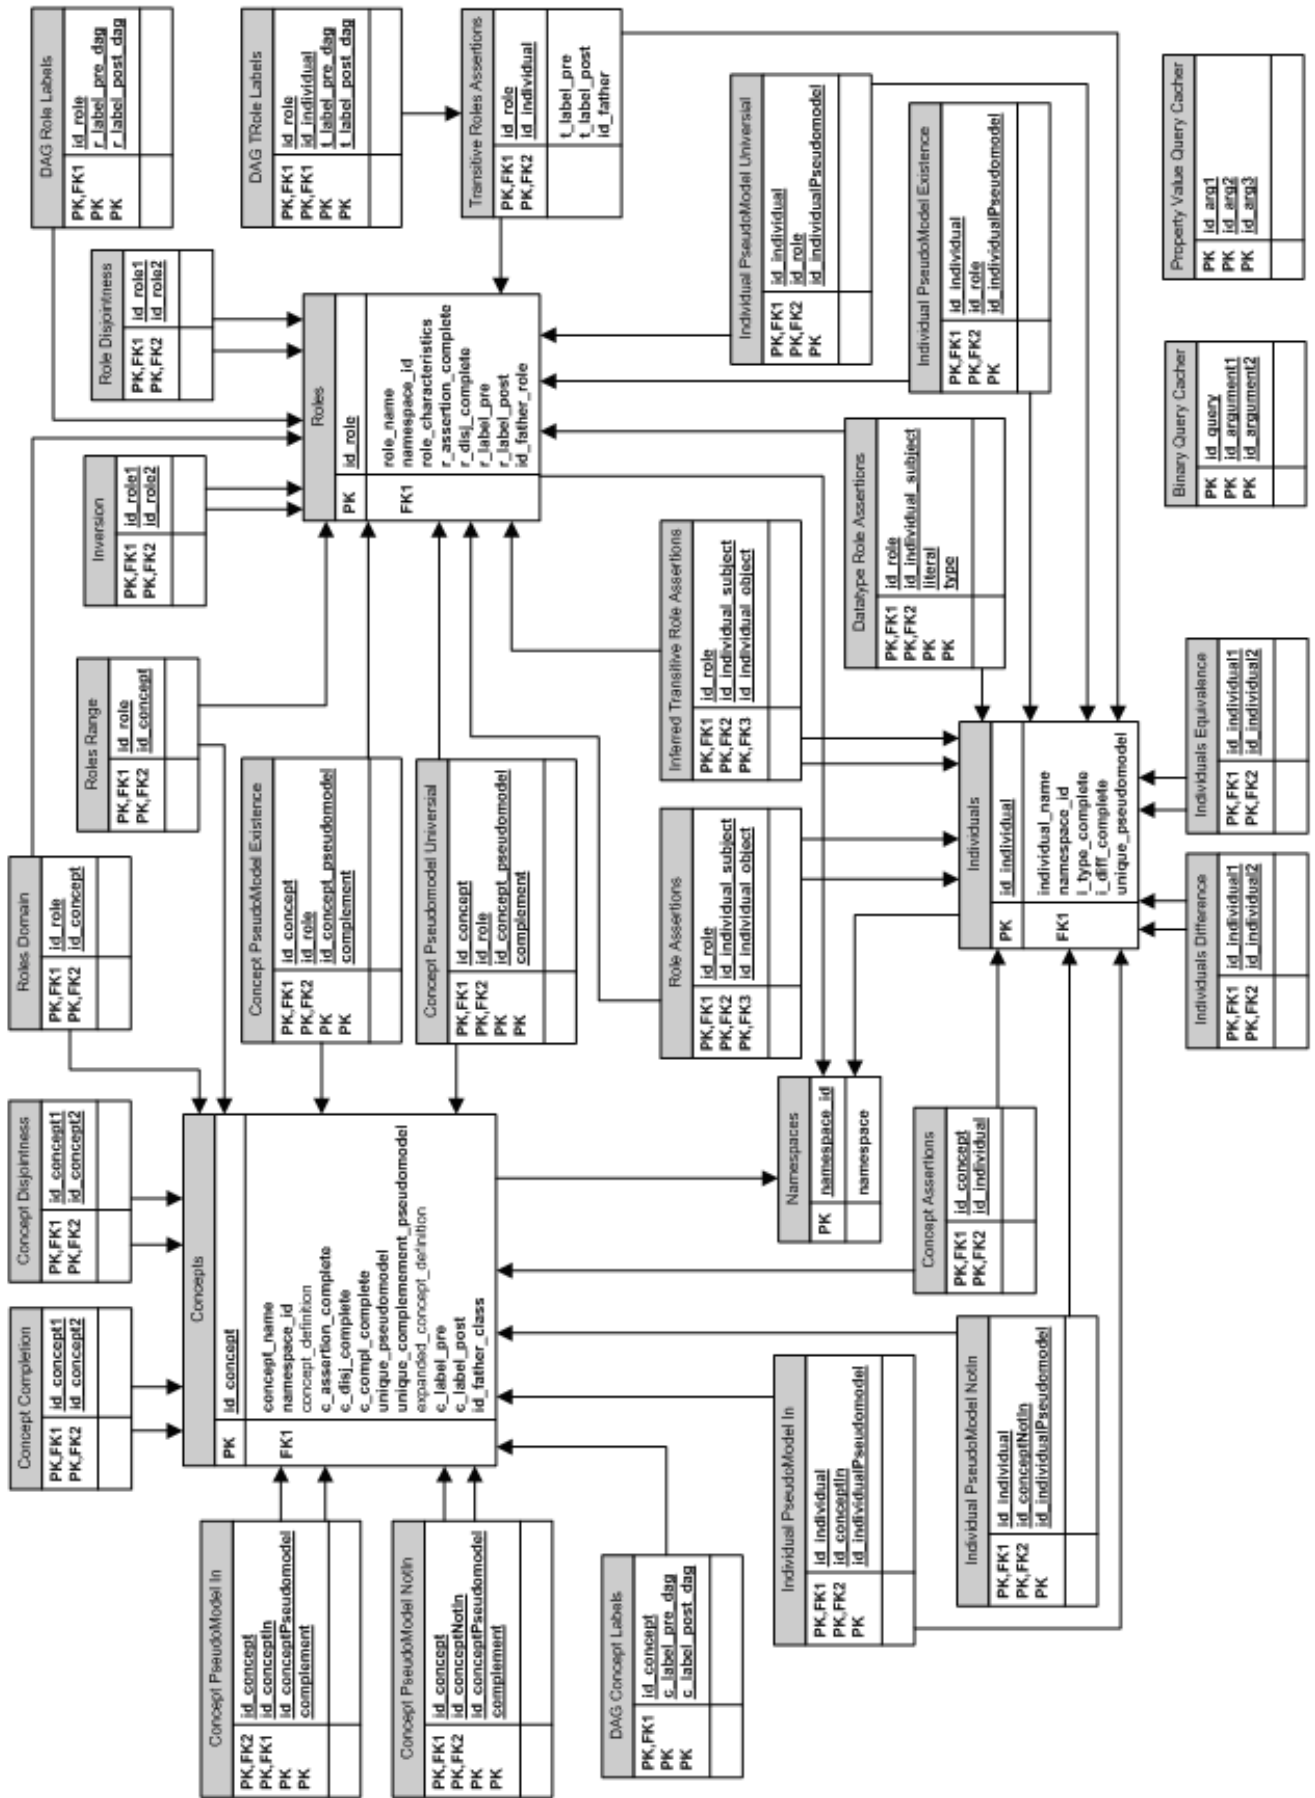 Concept PseudoModel In
PK,FK2 id_concept
PK,FK1 id_conceptIn
PK id_conceptPseudomodel
PK complement
Concept PseudoModel NotIn
PK,FK1 id_concept
PK,FK2 id_conceptNotIn
PK id_conceptPseudomodel
PK complement
DAG Concept Labels
PK,FK1 id_concept
PK c_label_pre_dag
PK c_label_post_dag
Individual PseudoModel In
PK,FK1 id_individual
PK,FK2 id_conceptIn
PK id_individualPseudomodel
Individual PseudoModel NotIn
PK,FK1 id_individual
PK,FK2 id_conceptNotIn
PK id_individualPseudomodel
Concept Completion
PK,FK1 id_concept1
PK,FK2 id_concept2
Concept Disjointness
PK,FK1 id_concept1
PK,FK2 id_concept2
Concepts
PK id_concept
concept_name
FK1 namespace_id
concept_definition
c_assertion_complete
c_disj_complete
c_compl_complete
unique_pseudomodel
unique_complement_pseudomodel
expanded_concept_definition
c_label_pre
c_label_post
id_father_class
Namespaces
PK namespace_id
namespace
Concept Assertions
PK,FK1 id_concept
PK,FK2 id_individual
Roles Domain
PK,FK1 id_role
PK,FK2 id_concept
Roles Range
PK,FK1 id_role
PK,FK2 id_concept
Concept PseudoModel Existence
PK,FK1 id_concept
PK,FK2 id_role
PK id_concept_pseudomodel
PK complement
Concept Pseudomodel Universial
PK,FK1 id_concept
PK,FK2 id_role
PK id_concept_pseudomodel
PK complement
Role Assertions
PK,FK1 id_role
PK,FK2 id_individual_subject
PK,FK3 id_individual_object
Inferred Transitive Role Assertions
PK,FK1 id_role
PK,FK2 id_individual_subject
PK,FK3 id_individual_object
Datatype Role Assertions
PK,FK1 id_role
PK,FK2 id_individual_subject
PK literal
PK type
Individuals
PK id_individual
individual_name
FK1 namespace_id
i_type_complete
i_diff_complete
unique_pseudomodel
Individuals Difference
PK,FK1 id_individual1
PK,FK2 id_individual2
Individuals Equivalence
PK,FK1 id_individual1
PK,FK2 id_individual2
Inversion
PK,FK1 id_role1
PK,FK2 id_role2
Role Disjointness
PK,FK1 id_role1
PK,FK2 id_role2
Roles
PK id_role
role_name
FK1 namespace_id
role_characteristics
r_assertion_complete
r_disj_complete
r_label_pre
r_label_post
id_father_role
DAG Role Labels
PK,FK1 id_role
PK r_label_pre_dag
PK r_label_post_dag
DAG TRole Labels
PK,FK1 id_role
PK,FK1 id_individual
PK t_label_pre_dag
PK t_label_post_dag
Transitive Roles Assertions
PK,FK1 id_role
PK,FK2 id_individual
t_label_pre
t_label_post
id_father
Individual PseudoModel Universial
PK,FK1 id_individual
PK,FK2 id_role
PK id_individualPseudomodel
Individual PseudoModel Existence
PK,FK1 id_individual
PK,FK2 id_role
PK id_individualPseudomodel
Binary Query Cacher
PK id_query
PK id_argument1
PK id_argument2
Property Value Query Cacher
PK id_arg1
PK id_arg2
PK id_arg3